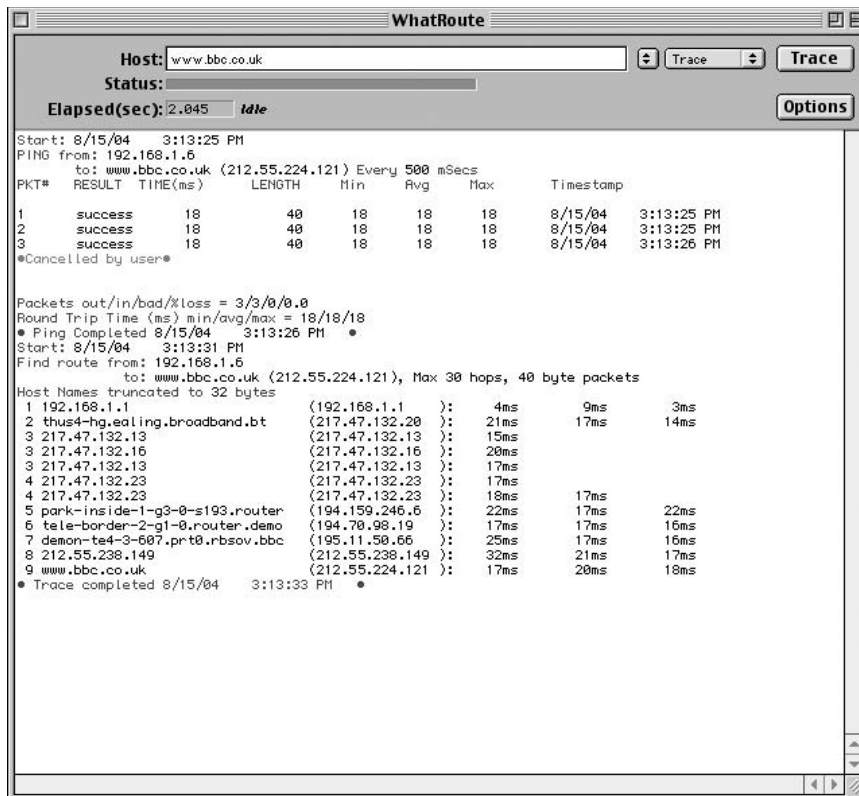 WhatRoute
Host: www.bbc.co.uk Trace Trace
Status:
Elapsed(sec): 2.045 Idle Options
Start: 8/15/04 3:13:25 PM
PING from: 192.168.1.6
to: www.bbc.co.uk (212.55.224.121) Every 500 mSecs
PKT# RESULT TIME(ms) LENGTH Min Avg Max Timestamp
1 success 18 40 18 18 18 8/15/04 3:13:25 PM
2 success 18 40 18 18 18 8/15/04 3:13:25 PM
3 success 18 40 18 18 18 8/15/04 3:13:26 PM
●Cancelled by user●
Packets out/in/bad/%loss = 3/3/0/0.0
Round Trip Time (ms) min/avg/max = 18/18/18
● Ping Completed 8/15/04 3:13:26 PM ●
Start: 8/15/04 3:13:31 PM
Find route from: 192.168.1.6
to: www.bbc.co.uk (212.55.224.121), Max 30 hops, 40 byte packets
Host Names truncated to 32 bytes
1 192.168.1.1 (192.168.1.1 ): 4ms 9ms 3ms
2 thus4-hg.ealing.broadband.bt (217.47.132.20 ): 21ms 17ms 14ms
3 217.47.132.13 (217.47.132.13 ): 15ms
3 217.47.132.16 (217.47.132.16 ): 20ms
3 217.47.132.13 (217.47.132.13 ): 17ms
4 217.47.132.23 (217.47.132.23 ): 17ms
4 217.47.132.23 (217.47.132.23 ): 18ms 17ms
5 park-inside-1-g3-0-s193.router (194.159.246.6 ): 22ms 17ms 22ms
6 tele-border-2-g1-0.router.demo (194.70.98.19 ): 17ms 17ms 16ms
7 demon-te4-3-607.prt0.rbsov.bbc (195.11.50.66 ): 25ms 17ms 16ms
8 212.55.238.149 (212.55.238.149 ): 32ms 21ms 17ms
9 www.bbc.co.uk (212.55.224.121 ): 17ms 20ms 18ms
● Trace completed 8/15/04 3:13:33 PM ●